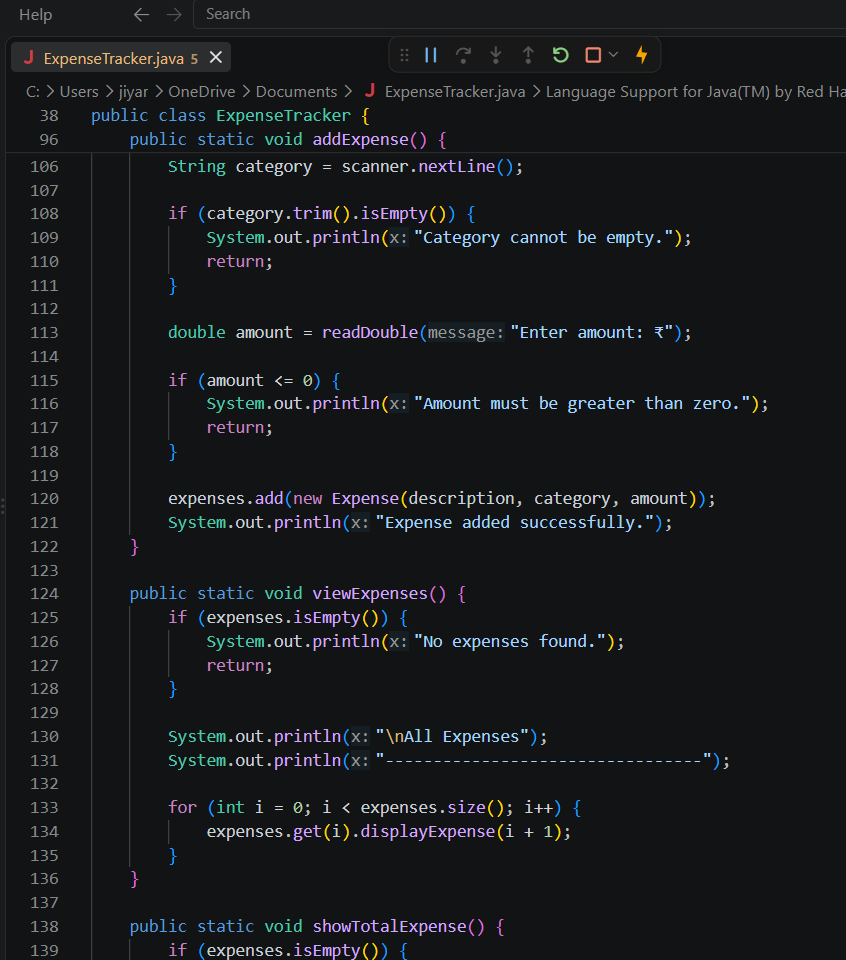 Help ← → Search
J ExpenseTracker.java 5 ×
C: > Users > jiyar > OneDrive > Documents > J ExpenseTracker.java > Language Support for Java(TM) by Red Ha
38 public class ExpenseTracker {
96 public static void addExpense() {
106 String category = scanner.nextLine();
107
108 if (category.trim().isEmpty()) {
109 System.out.println(x: "Category cannot be empty.");
110 return;
111 }
112
113 double amount = readDouble(message: "Enter amount: ₹");
114
115 if (amount <= 0) {
116 System.out.println(x: "Amount must be greater than zero.");
117 return;
118 }
119
120 expenses.add(new Expense(description, category, amount));
121 System.out.println(x: "Expense added successfully.");
122 }
123
124 public static void viewExpenses() {
125 if (expenses.isEmpty()) {
126 System.out.println(x: "No expenses found.");
127 return;
128 }
129
130 System.out.println(x: "\nAll Expenses");
131 System.out.println(x: "---------------------------------");
132
133 for (int i = 0; i < expenses.size(); i++) {
134 expenses.get(i).displayExpense(i + 1);
135 }
136 }
137
138 public static void showTotalExpense() {
139 if (expenses.isEmpty()) {